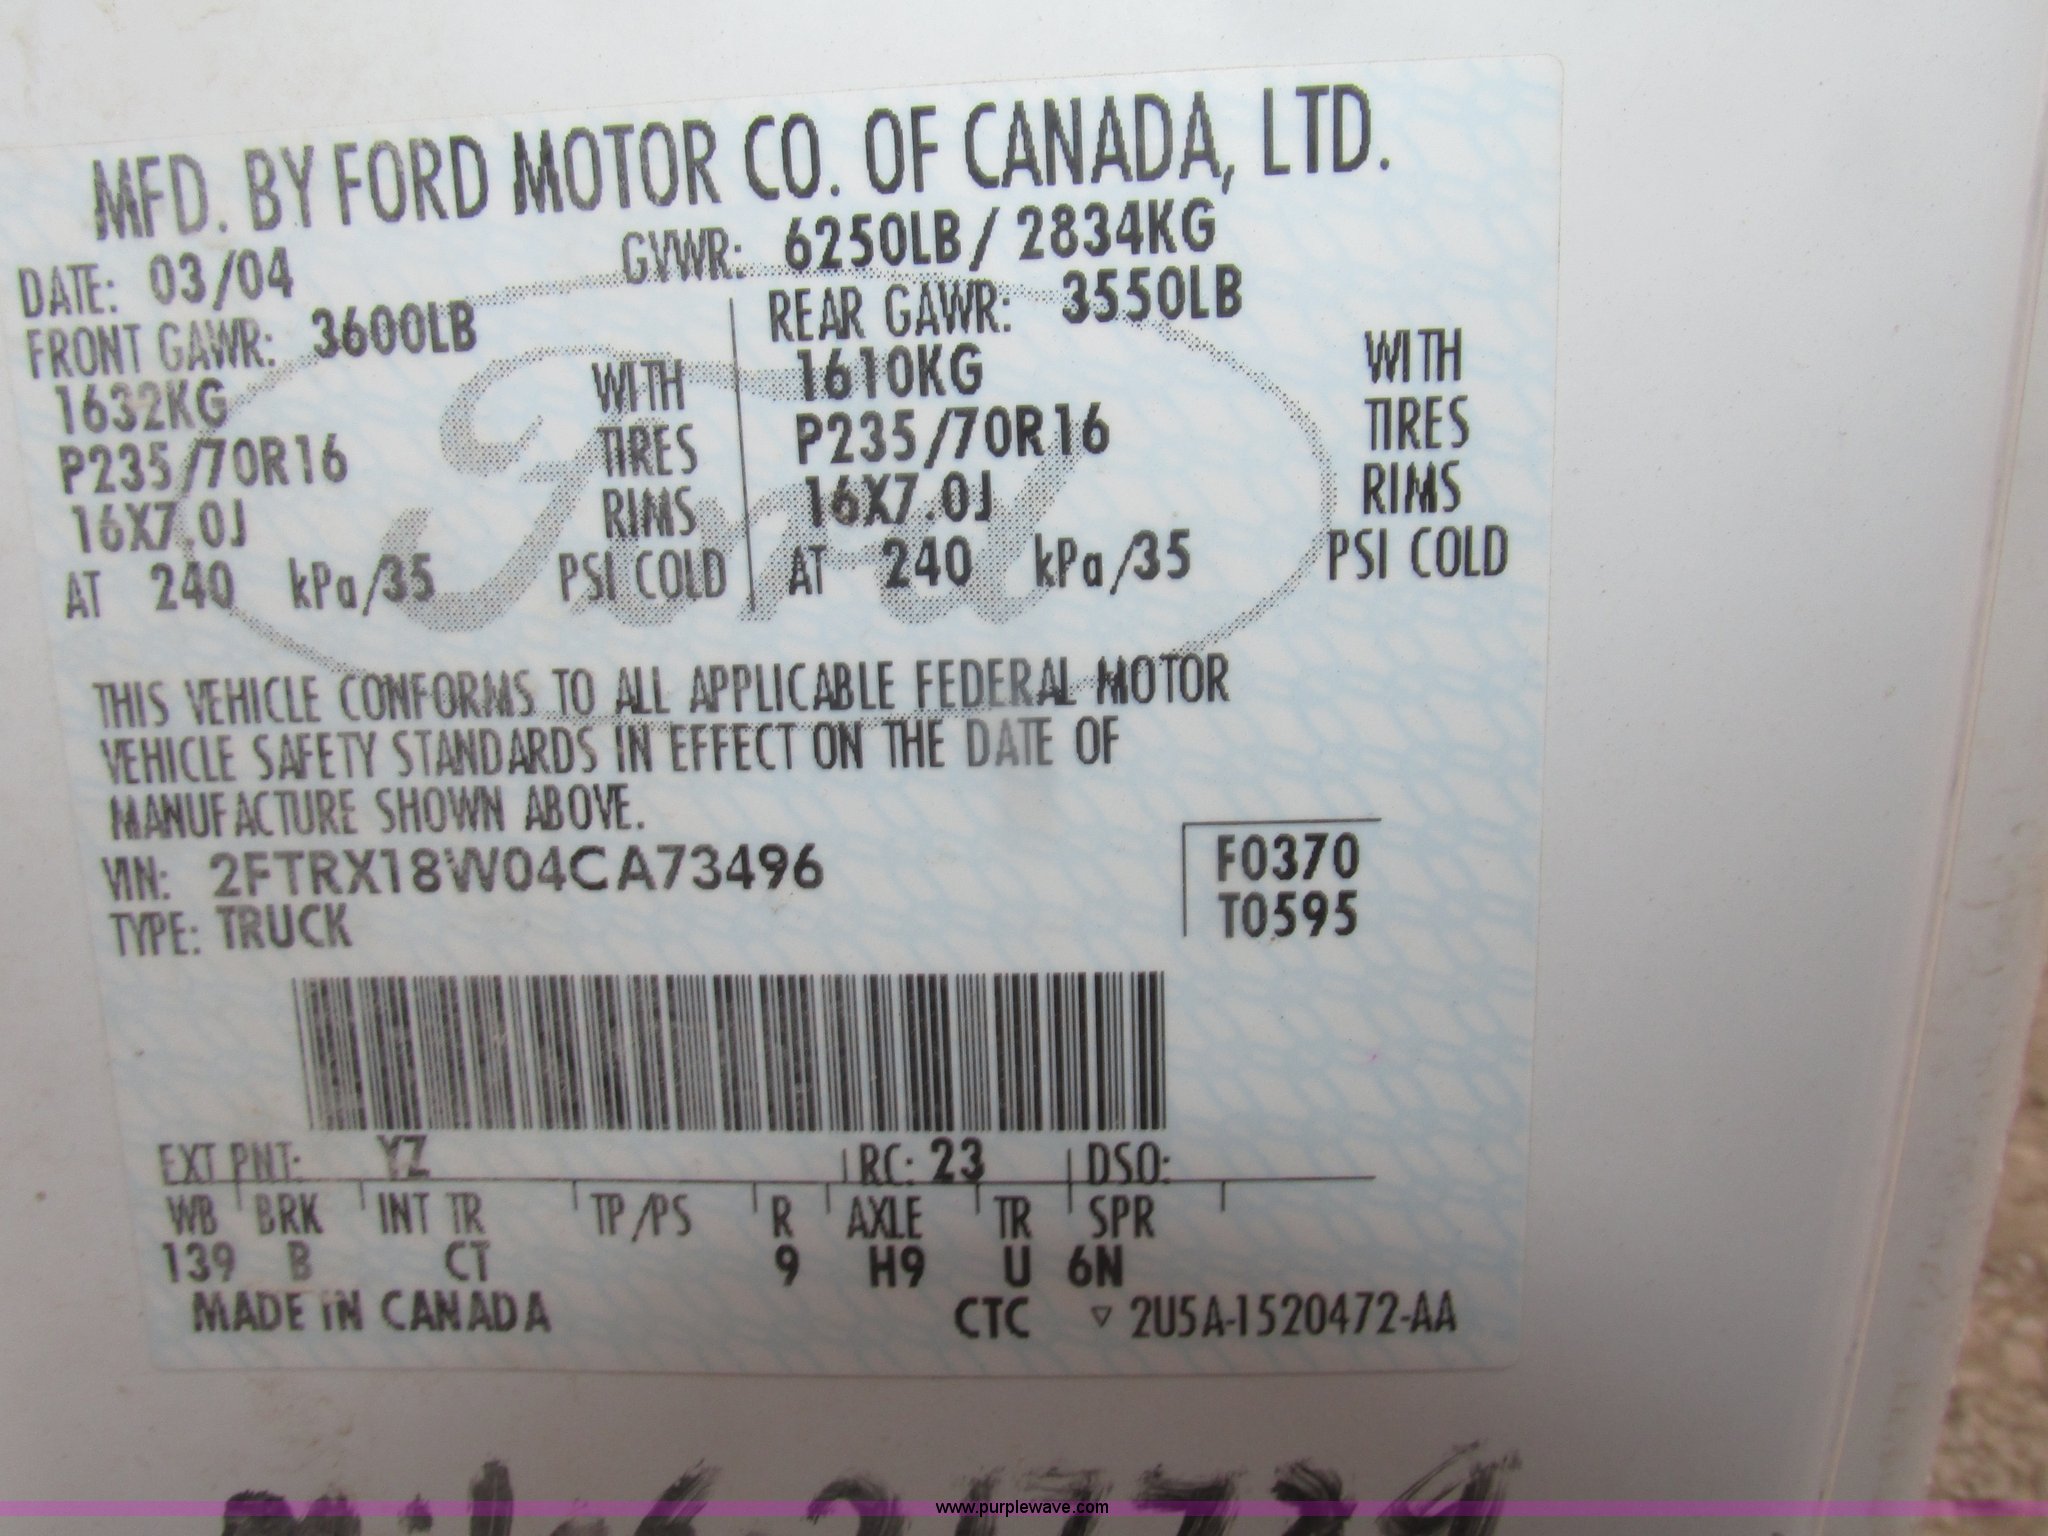 MFD. BY FORD MOTOR CO. OF CANADA, LTD.
DATE: 03/04 GVWR: 6250LB / 2834KG
FRONT GAWR: 3600LB REAR GAWR: 3550LB
1632KG WITH 1610KG WITH
P235/70R16 TIRES P235/70R16 TIRES
16X7.0J RIMS 16X7.0J RIMS
AT 240 kPa/35 PSI COLD AT 240 kPa/35 PSI COLD
Ford
THIS VEHICLE CONFORMS TO ALL APPLICABLE FEDERAL MOTOR
VEHICLE SAFETY STANDARDS IN EFFECT ON THE DATE OF
MANUFACTURE SHOWN ABOVE.
VIN: 2FTRX18W04CA73496 F0370
TYPE: TRUCK T0595
EXT PNT: YZ RC: 23 DSO:
WB BRK INT TR TP/PS R AXLE TR SPR
139 B CT 9 H9 U 6N
MADE IN CANADA CTC 2U5A-1520472-AA
www.purplewave.com